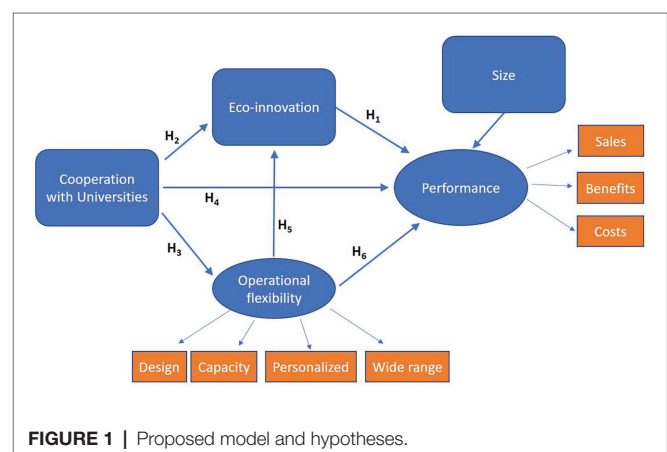 Size
Eco-innovation
H₁
H₂
Sales
Cooperation
with Universities
Performance
Benefits
H₄
H₃
H₅
H₆
Costs
Operational
flexibility
Design
Capacity
Personalized
Wide range
FIGURE 1 | Proposed model and hypotheses.